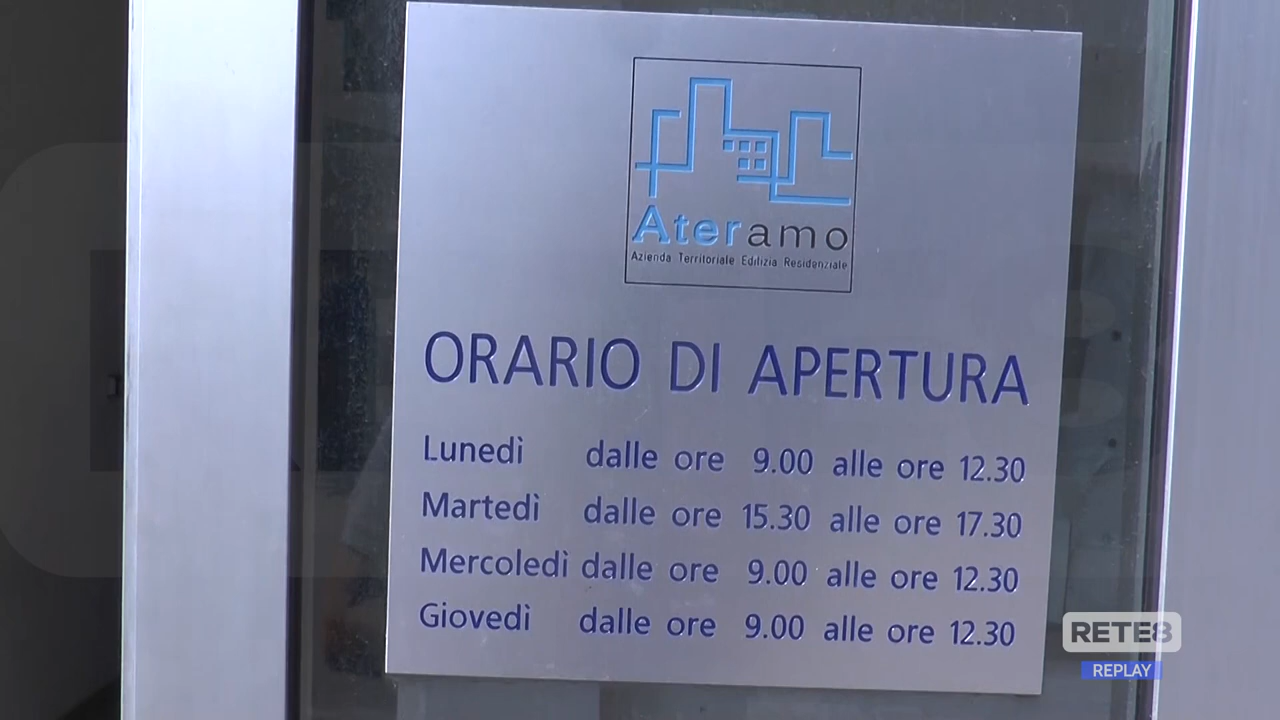 Ateramo
Azienda Territoriale Edilizia Residenziale
ORARIO DI APERTURA
Lunedì dalle ore 9.00 alle ore 12.30
Martedì dalle ore 15.30 alle ore 17.30
Mercoledì dalle ore 9.00 alle ore 12.30
Giovedì dalle ore 9.00 alle ore 12.30
RETE8
REPLAY